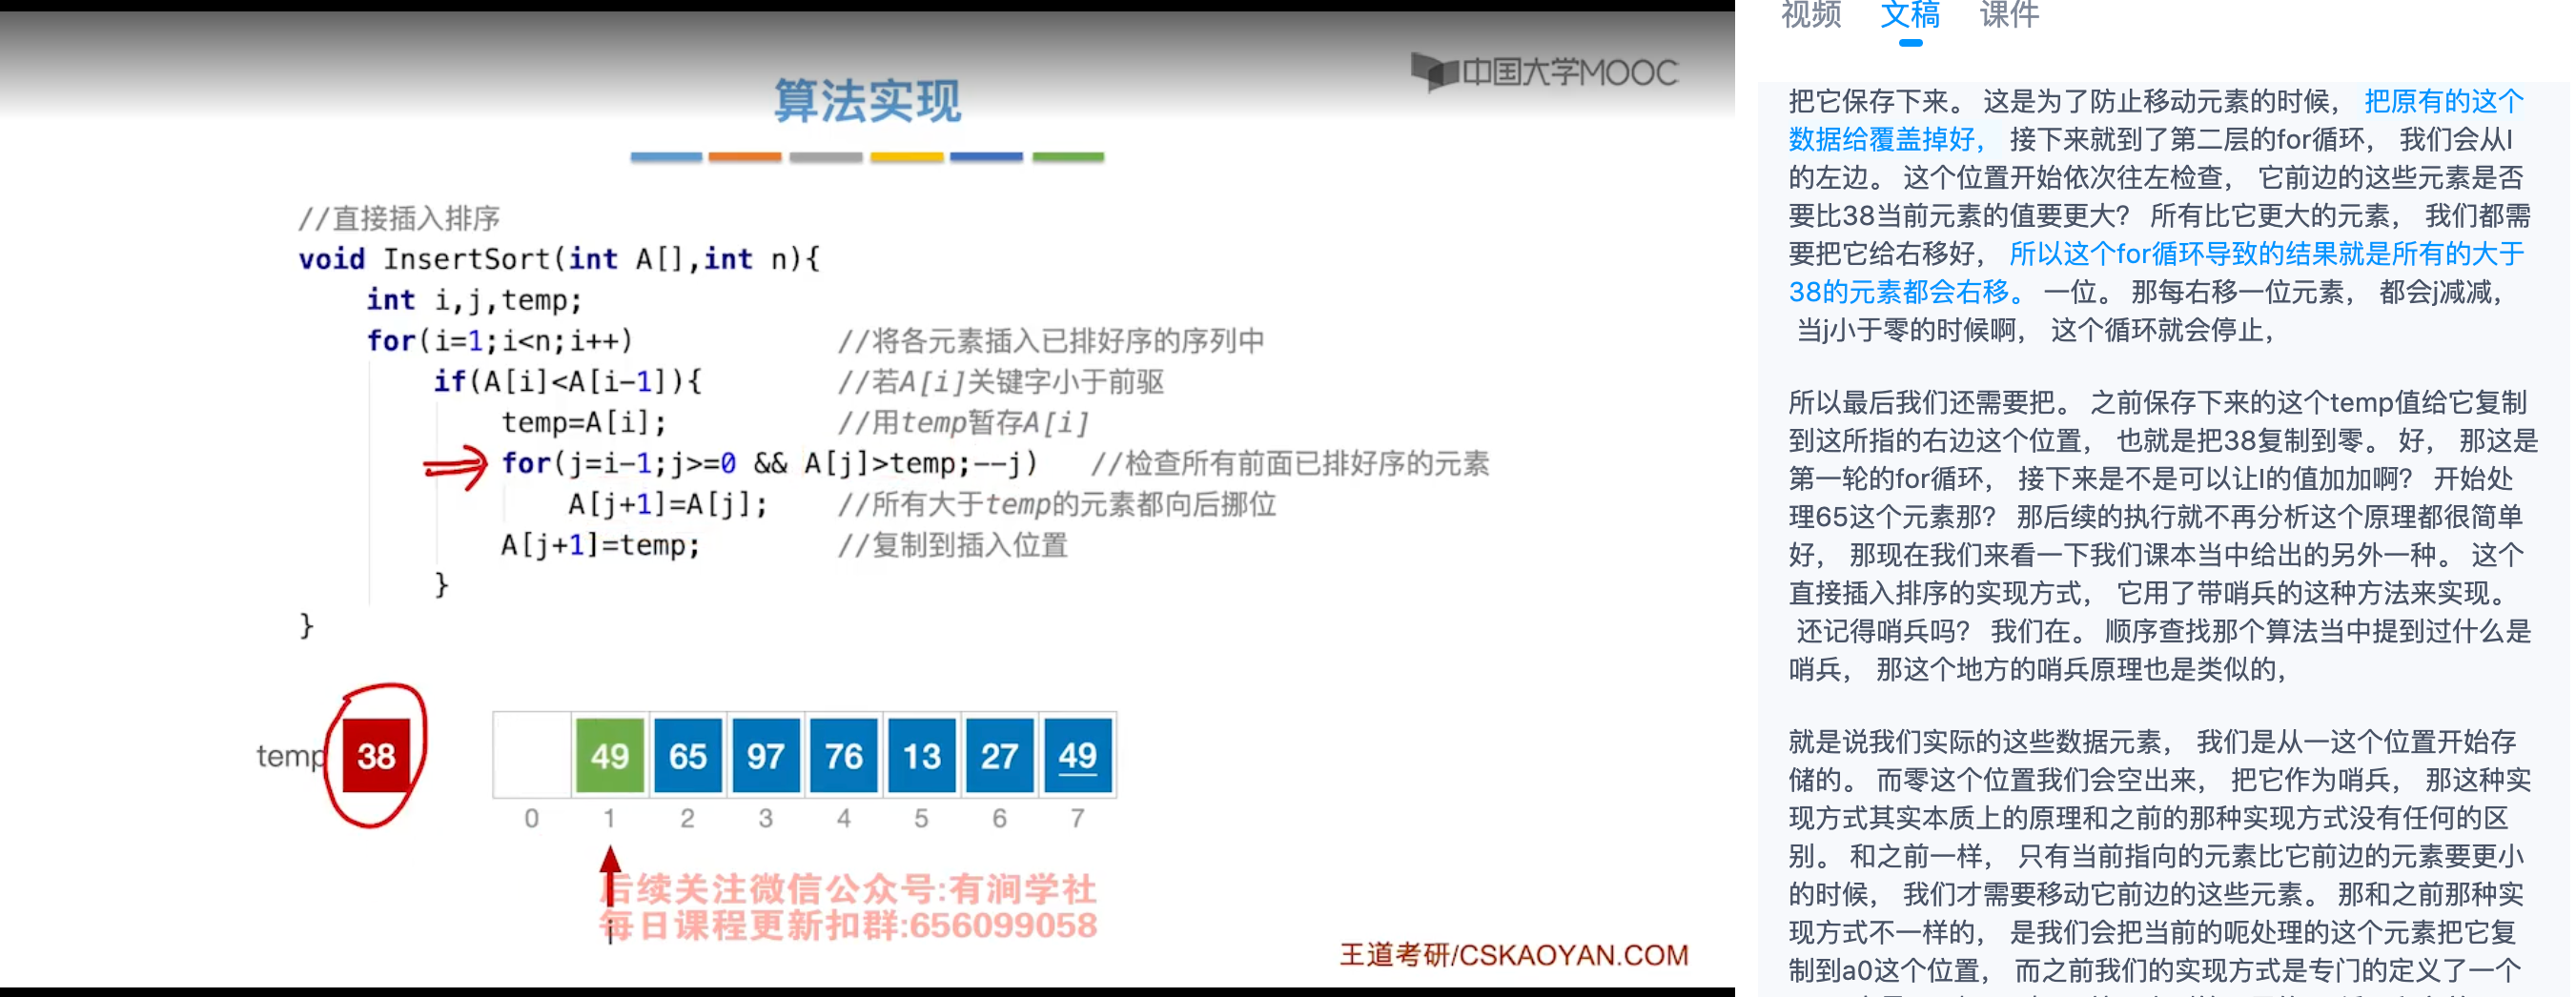 中国大学MOOC
算法实现
//直接插入排序
void InsertSort(int A[],int n){
int i,j,temp;
for(i=1;i<n;i++) //将各元素插入已排好序的序列中
if(A[i]<A[i-1]){ //若A[i]关键字小于前驱
temp=A[i]; //用temp暂存A[i]
for(j=i-1;j>=0 && A[j]>temp;--j) //检查所有前面已排好序的元素
A[j+1]=A[j]; //所有大于temp的元素都向后挪位
A[j+1]=temp; //复制到插入位置
}
}
temp 38 49 65 97 76 13 27 49
0 1 2 3 4 5 6 7
后续关注微信公众号:有涧学社
每日课程更新扣群:656099058
i
王道考研/CSKAOYAN.COM
视频 文稿 课件
把它保存下来。 这是为了防止移动元素的时候, 把原有的这个
数据给覆盖掉好, 接下来就到了第二层的for循环, 我们会从I
的左边。 这个位置开始依次往左检查, 它前边的这些元素是否
要比38当前元素的值要更大? 所有比它更大的元素, 我们都需
要把它给右移好, 所以这个for循环导致的结果就是所有的大于
38的元素都会右移。 一位。 那每右移一位元素, 都会j减减,
当j小于零的时候啊, 这个循环就会停止,
所以最后我们还需要把。 之前保存下来的这个temp值给它复制
到这所指的右边这个位置, 也就是把38复制到零。 好, 那这是
第一轮的for循环, 接下来是不是可以让I的值加加啊? 开始处
理65这个元素那? 那后续的执行就不再分析这个原理都很简单
好, 那现在我们来看一下我们课本当中给出的另外一种。 这个
直接插入排序的实现方式, 它用了带哨兵的这种方法来实现。
还记得哨兵吗? 我们在。 顺序查找那个算法当中提到过什么是
哨兵, 那这个地方的哨兵原理也是类似的,
就是说我们实际的这些数据元素, 我们是从一这个位置开始存
储的。 而零这个位置我们会空出来, 把它作为哨兵, 那这种实
现方式其实本质上的原理和之前的那种实现方式没有任何的区
别。 和之前一样, 只有当前指向的元素比它前边的元素要更小
的时候, 我们才需要移动它前边的这些元素。 那和之前那种实
现方式不一样的, 是我们会把当前的呃处理的这个元素把它复
制到a0这个位置, 而之前我们的实现方式是专门的定义了一个